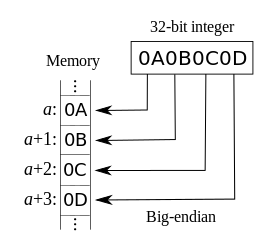 32-bit integer
0A0B0C0D
Memory
a: 0A
a+1: 0B
a+2: 0C
a+3: 0D
Big-endian